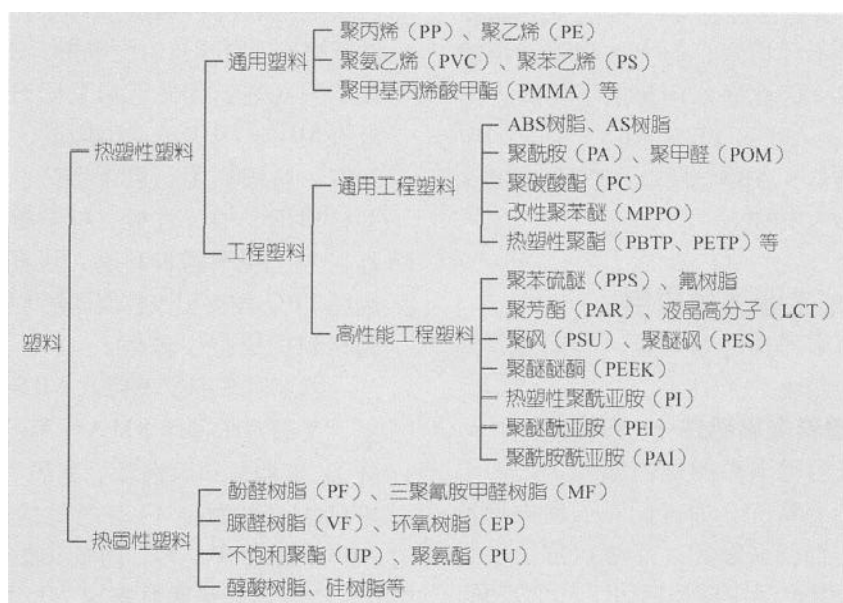 塑料
热塑性塑料
通用塑料
聚丙烯（PP）、聚乙烯（PE）
聚氨乙烯（PVC）、聚苯乙烯（PS）
聚甲基丙烯酸甲酯（PMMA）等
工程塑料
通用工程塑料
ABS树脂、AS树脂
聚酰胺（PA）、聚甲醛（POM）
聚碳酸酯（PC）
改性聚苯醚（MPPO）
热塑性聚酯（PBTP、PETP）等
高性能工程塑料
聚苯硫醚（PPS）、氟树脂
聚芳酯（PAR）、液晶高分子（LCT）
聚砜（PSU）、聚醚砜（PES）
聚醚醚酮（PEEK）
热塑性聚酰亚胺（PI）
聚醚酰亚胺（PEI）
聚酰胺酰亚胺（PAI）
热固性塑料
酚醛树脂（PF）、三聚氰胺甲醛树脂（MF）
脲醛树脂（VF）、环氧树脂（EP）
不饱和聚酯（UP）、聚氨酯（PU）
醇酸树脂、硅树脂等